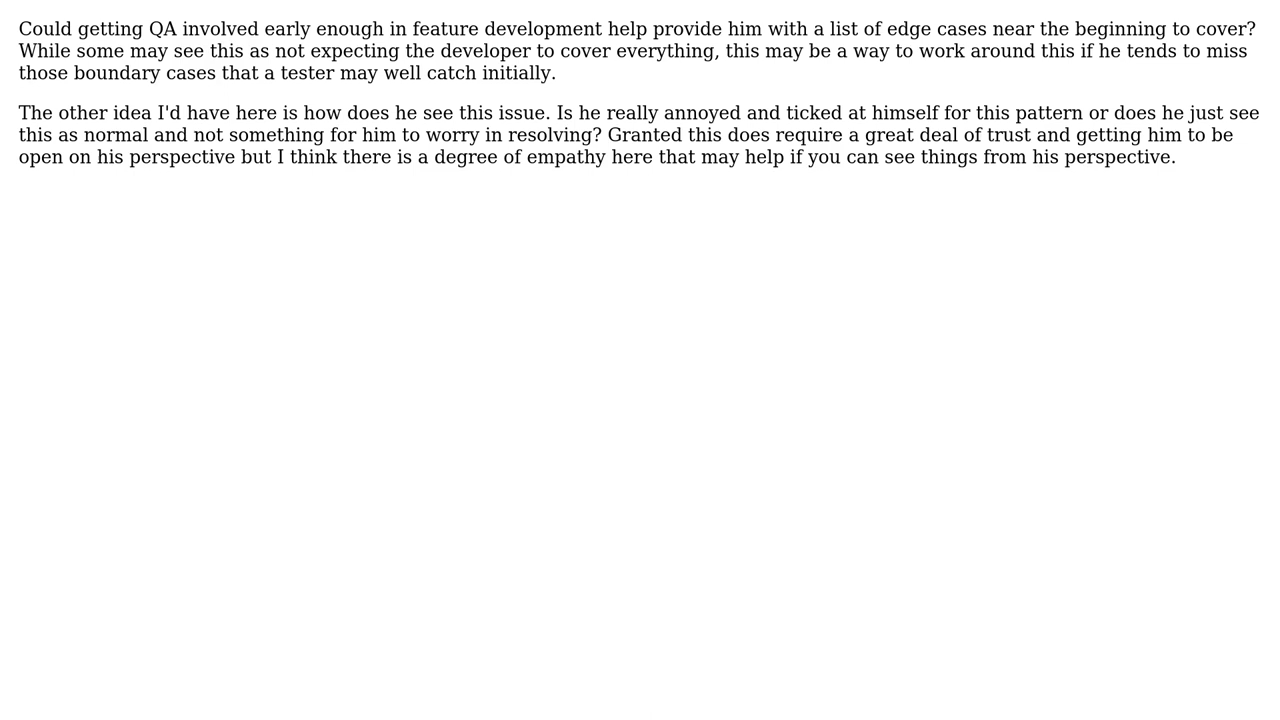 Could getting QA involved early enough in feature development help provide him with a list of edge cases near the beginning to cover?
While some may see this as not expecting the developer to cover everything, this may be a way to work around this if he tends to miss
those boundary cases that a tester may well catch initially.
The other idea I'd have here is how does he see this issue. Is he really annoyed and ticked at himself for this pattern or does he just see
this as normal and not something for him to worry in resolving? Granted this does require a great deal of trust and getting him to be
open on his perspective but I think there is a degree of empathy here that may help if you can see things from his perspective.